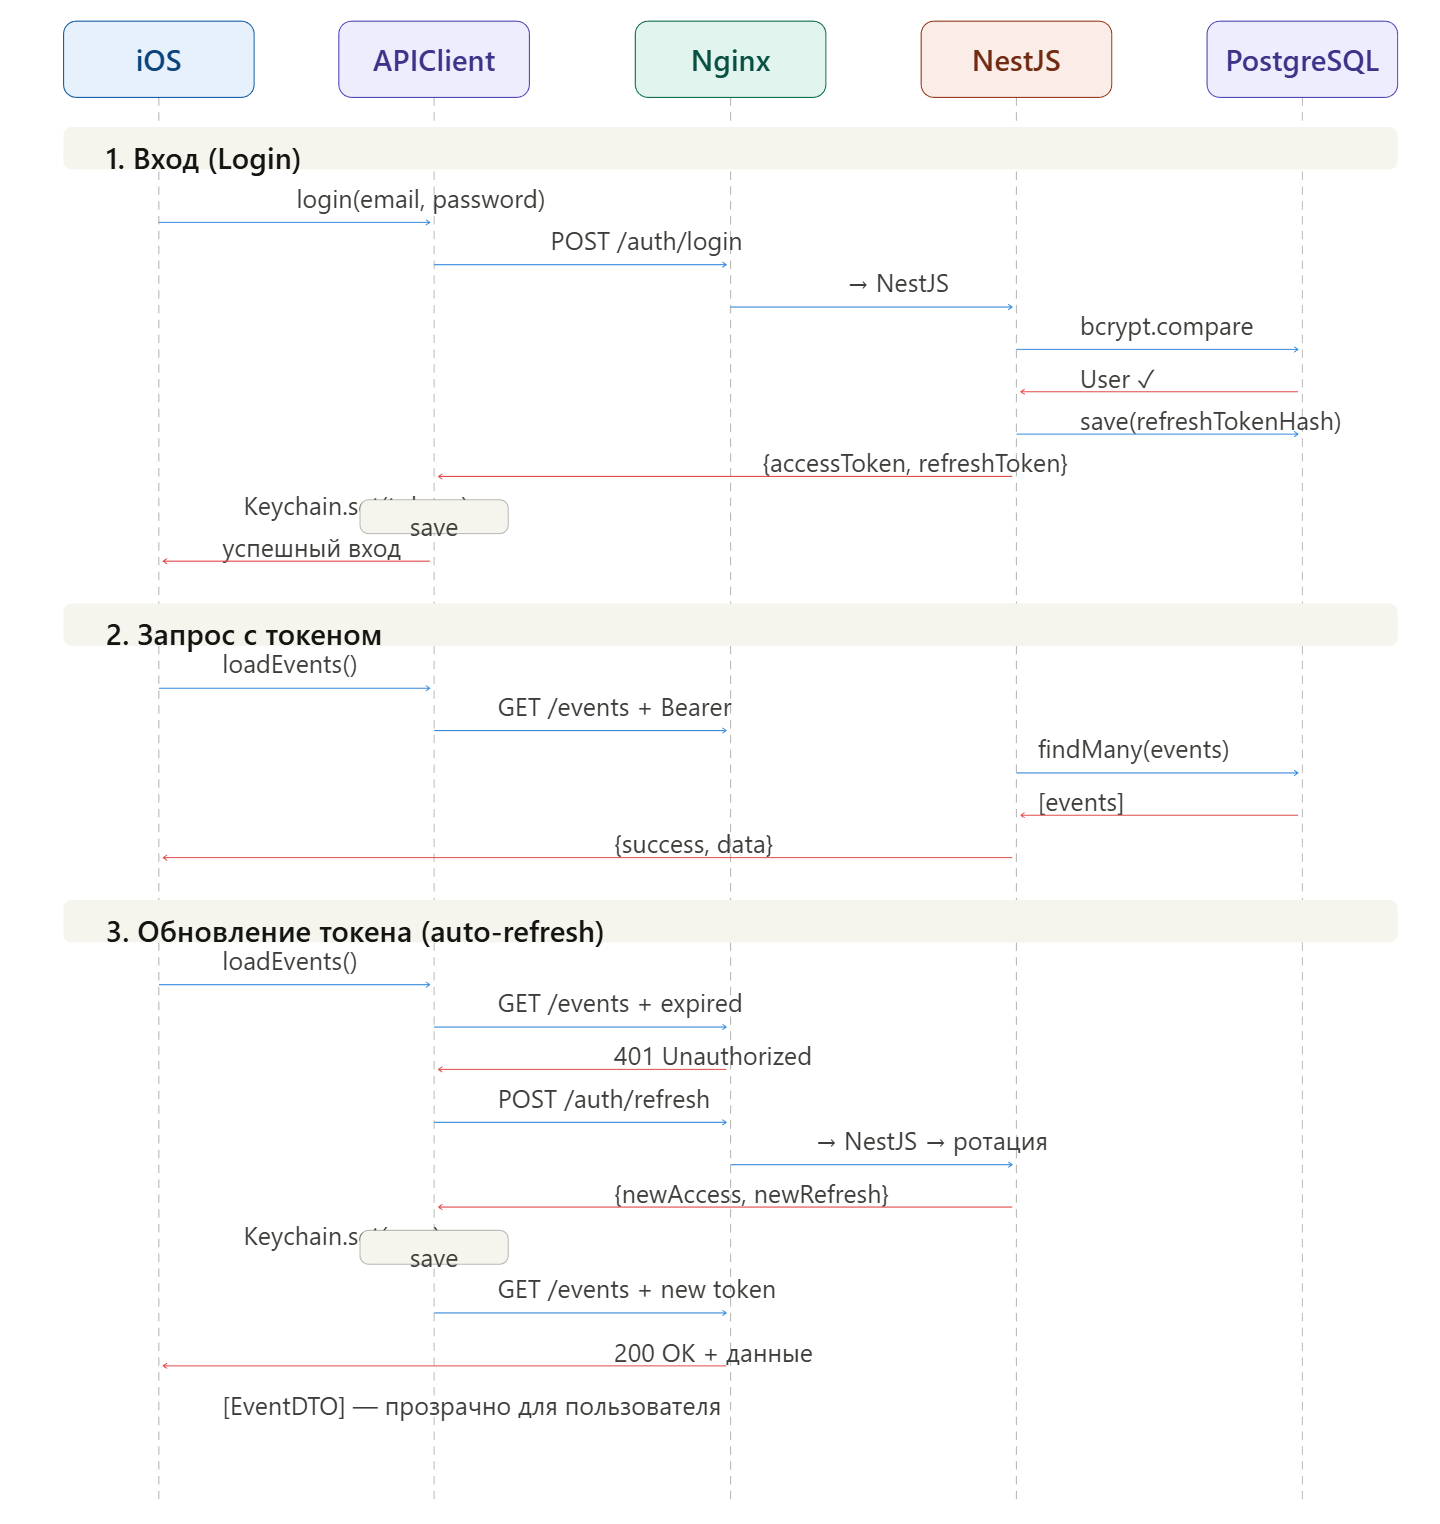 iOS
APIClient
Nginx
NestJS
PostgreSQL
1. Вход (Login)
login(email, password)
POST /auth/login
→ NestJS
bcrypt.compare
User ✓
save(refreshTokenHash)
{accessToken, refreshToken}
save
успешный вход
2. Запрос с токеном
loadEvents()
GET /events + Bearer
findMany(events)
[events]
{success, data}
3. Обновление токена (auto-refresh)
loadEvents()
GET /events + expired
401 Unauthorized
POST /auth/refresh
→ NestJS → ротация
{newAccess, newRefresh}
save
GET /events + new token
200 OK + данные
[EventDTO] — прозрачно для пользователя